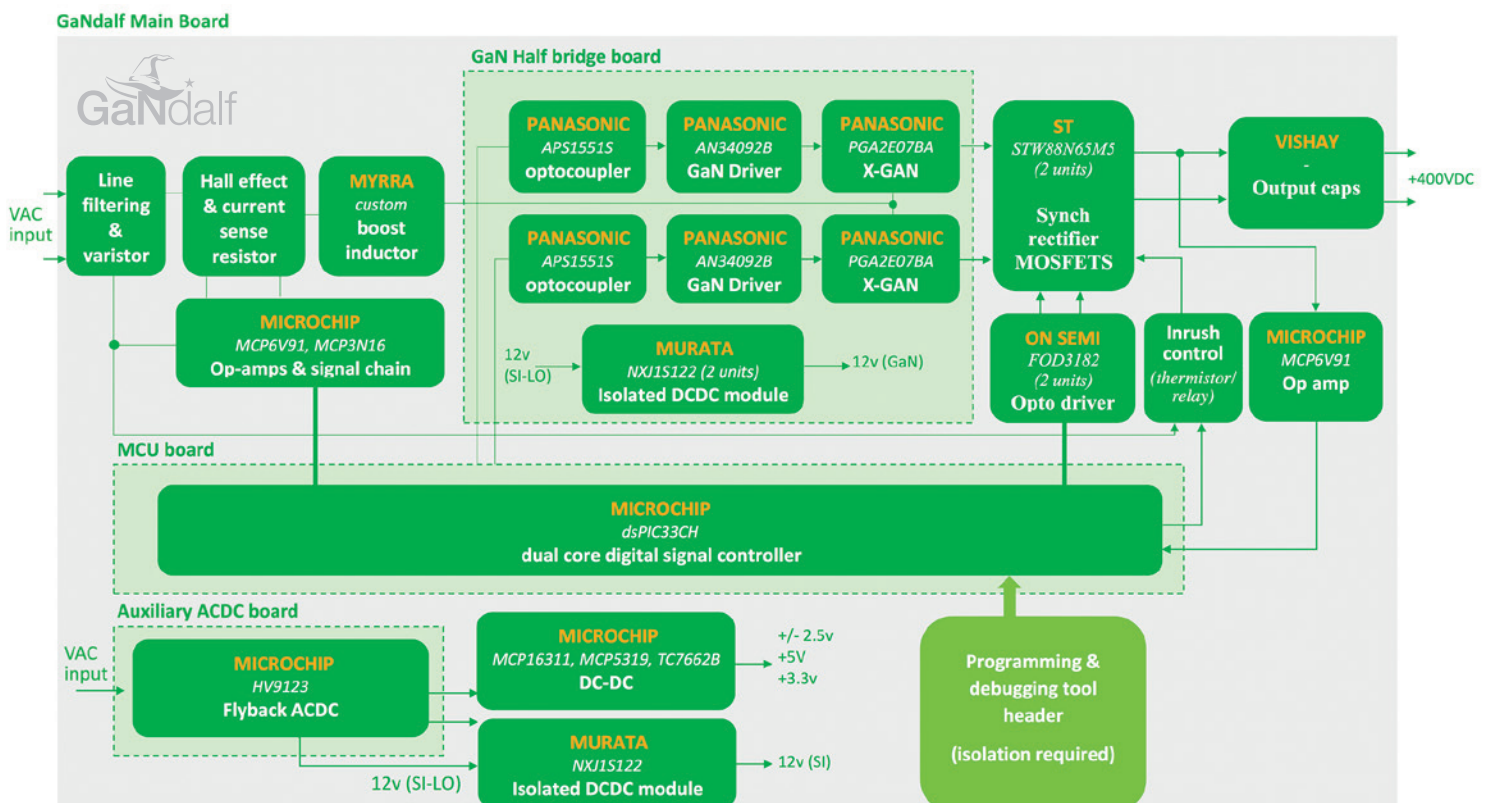 GaNdalf Main Board
GaNdalf
VAC
input
Line
filtering
&
varistor
Hall effect
& current
sense
resistor
MYRRA
custom
boost
inductor
MICROCHIP
MCP6V91, MCP3N16
Op-amps & signal chain
GaN Half bridge board
PANASONIC
APS1551S
optocoupler
PANASONIC
AN34092B
GaN Driver
PANASONIC
PGA2E07BA
X-GAN
PANASONIC
APS1551S
optocoupler
PANASONIC
AN34092B
GaN Driver
PANASONIC
PGA2E07BA
X-GAN
12v
(SI-LO)
MURATA
NXJ1S122 (2 units)
Isolated DCDC module
12v (GaN)
ST
STW88N65M5
(2 units)
Synch
rectifier
MOSFETS
VISHAY
-
Output caps
+400VDC
ON SEMI
FOD3182
(2 units)
Opto driver
Inrush
control
(thermistor/
relay)
MICROCHIP
MCP6V91
Op amp
MCU board
MICROCHIP
dsPIC33CH
dual core digital signal controller
Auxiliary ACDC board
VAC
input
MICROCHIP
HV9123
Flyback ACDC
12v (SI-LO)
MICROCHIP
MCP16311, MCP5319, TC7662B
DC-DC
+/- 2.5v
+5V
+3.3v
MURATA
NXJ1S122
Isolated DCDC module
12v (SI)
Programming &
debugging tool
header
(isolation required)